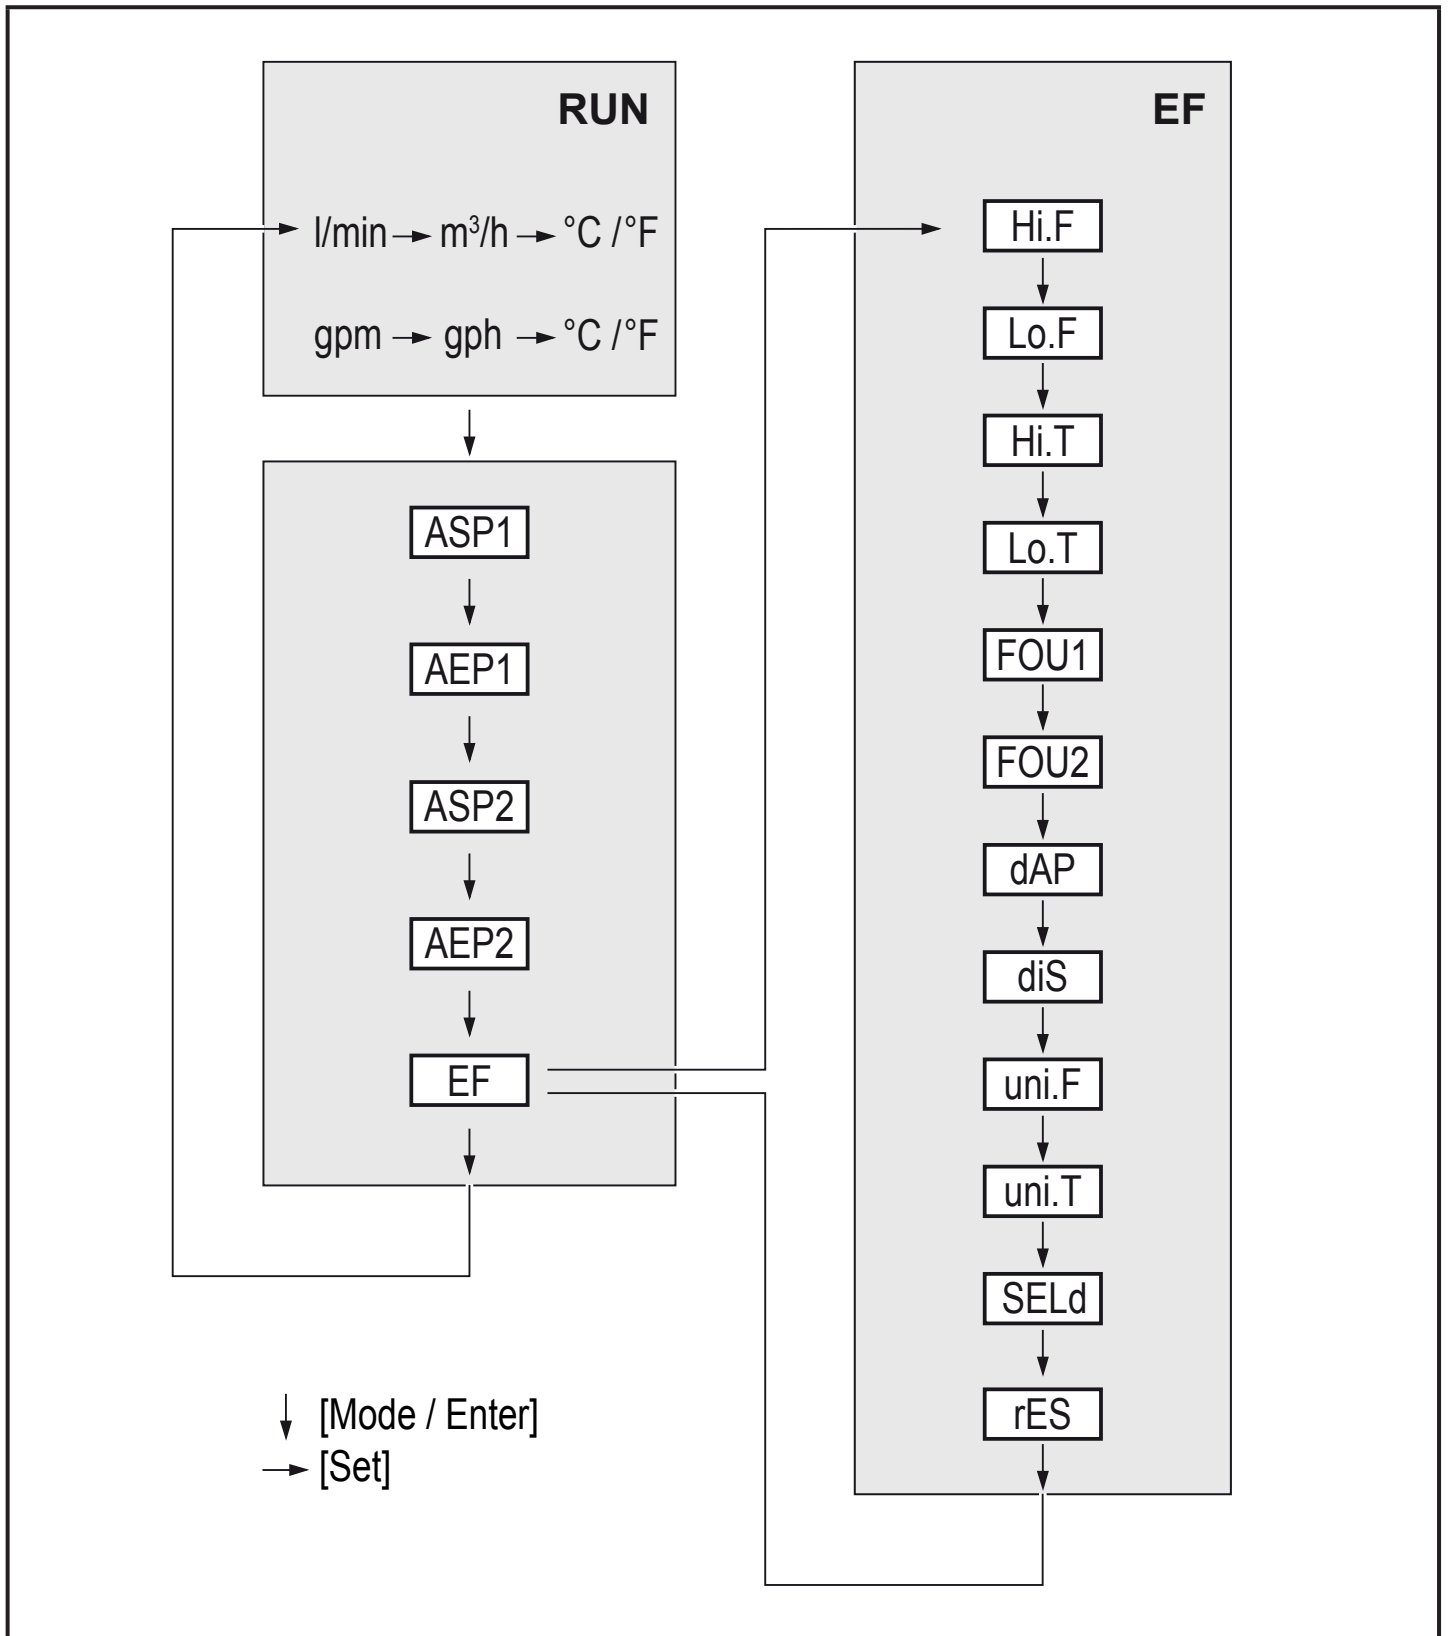 RUN
l/min m³/h °C / °F
gpm gph °C / °F
ASP1
AEP1
ASP2
AEP2
EF
[Mode / Enter]
[Set]
EF
Hi.F
Lo.F
Hi.T
Lo.T
FOU1
FOU2
dAP
diS
uni.F
uni.T
SELd
rES